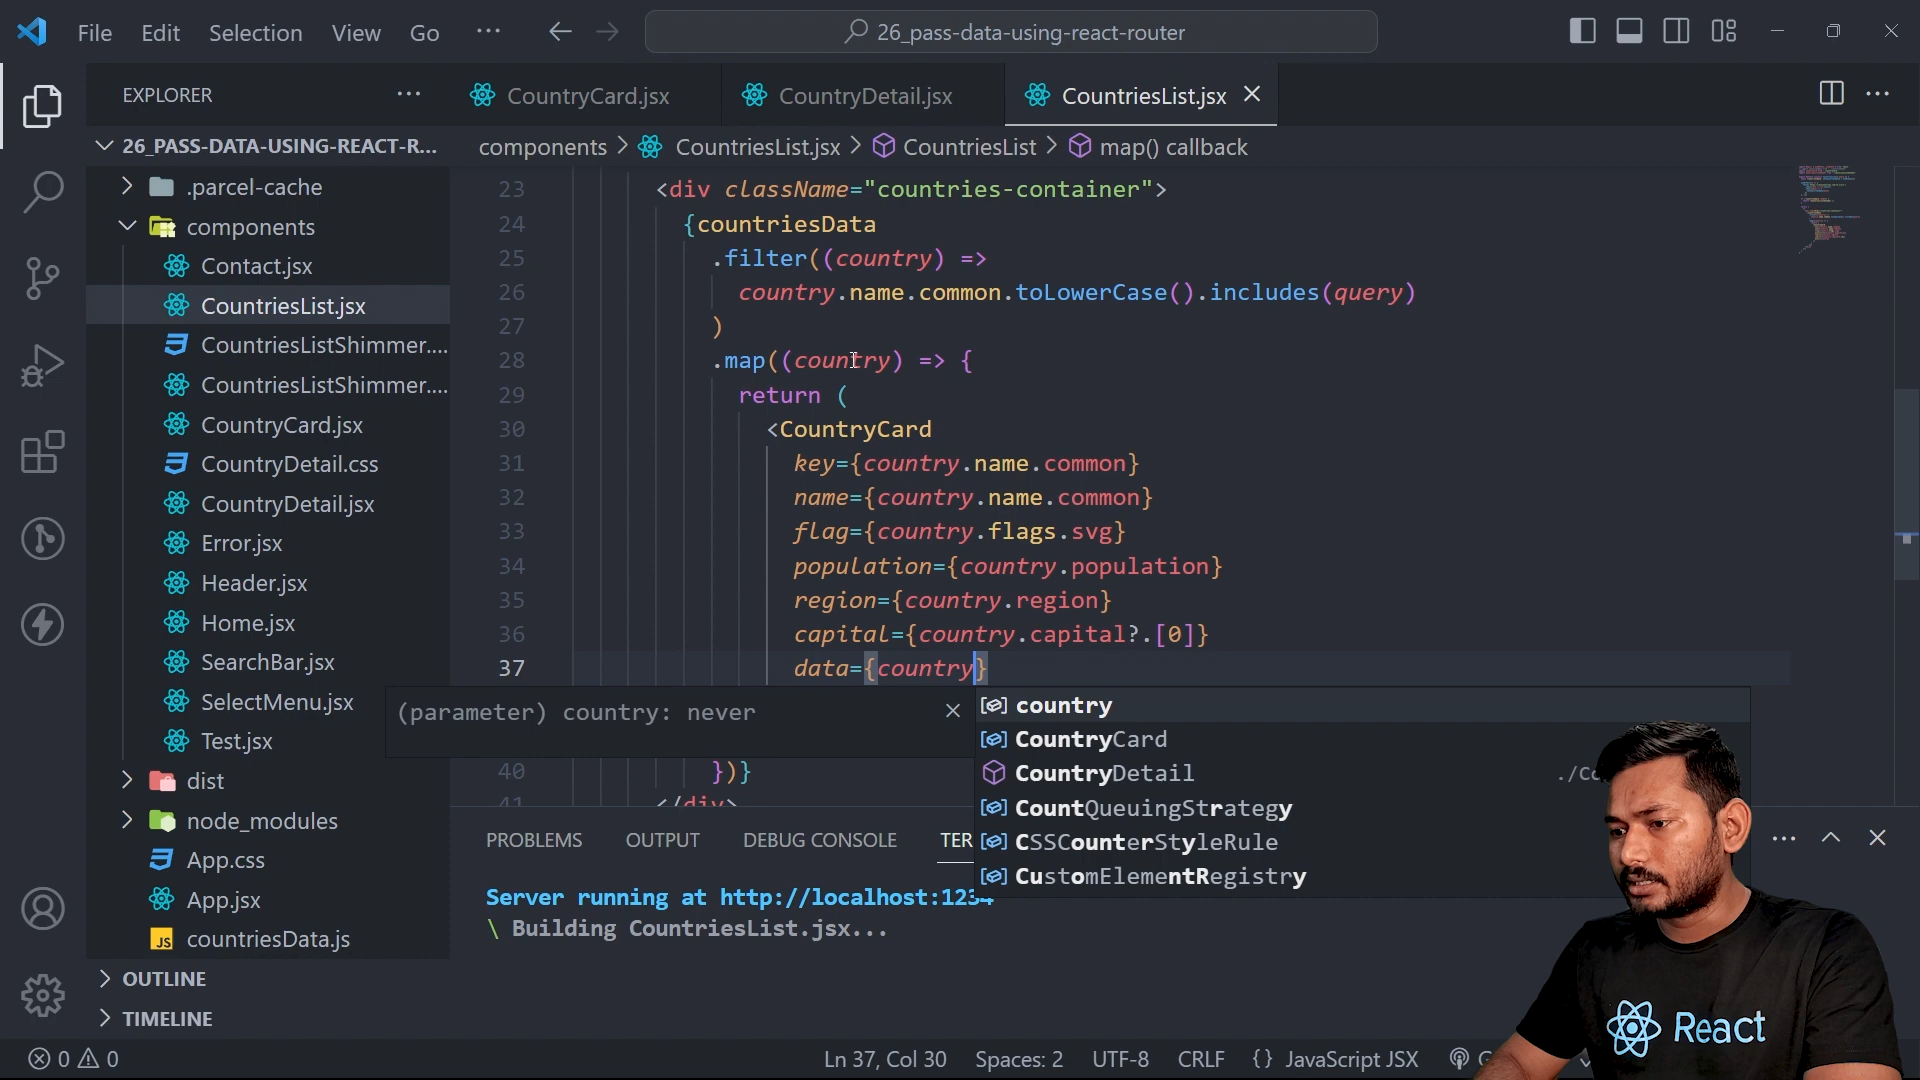 File Edit Selection View Go ··· 26_pass-data-using-react-router
EXPLORER ···
26_PASS-DATA-USING-REACT-R...
.parcel-cache
components
Contact.jsx
CountriesList.jsx
CountriesListShimmer....
CountriesListShimmer....
CountryCard.jsx
CountryDetail.css
CountryDetail.jsx
Error.jsx
Header.jsx
Home.jsx
SearchBar.jsx
SelectMenu.jsx
Test.jsx
dist
node_modules
App.css
App.jsx
JS countriesData.js
OUTLINE
TIMELINE
CountryCard.jsx CountryDetail.jsx CountriesList.jsx
components > CountriesList.jsx > CountriesList > map() callback
23 <div className="countries-container">
24 {countriesData
25 .filter((country) =>
26 country.name.common.toLowerCase().includes(query)
27 )
28 .map((country) => {
29 return (
30 <CountryCard
31 key={country.name.common}
32 name={country.name.common}
33 flag={country.flags.svg}
34 population={country.population}
35 region={country.region}
36 capital={country.capital?.[0]}
37 data={country}
(parameter) country: never
country
CountryCard
CountryDetail
CountQueuingStrategy
CSSCounterStyleRule
CustomElementRegistry
40 })}
41 </div>
PROBLEMS OUTPUT DEBUG CONSOLE TER
Server running at http://localhost:1234
\ Building CountriesList.jsx...
0 0 Ln 37, Col 30 Spaces: 2 UTF-8 CRLF {} JavaScript JSX
React